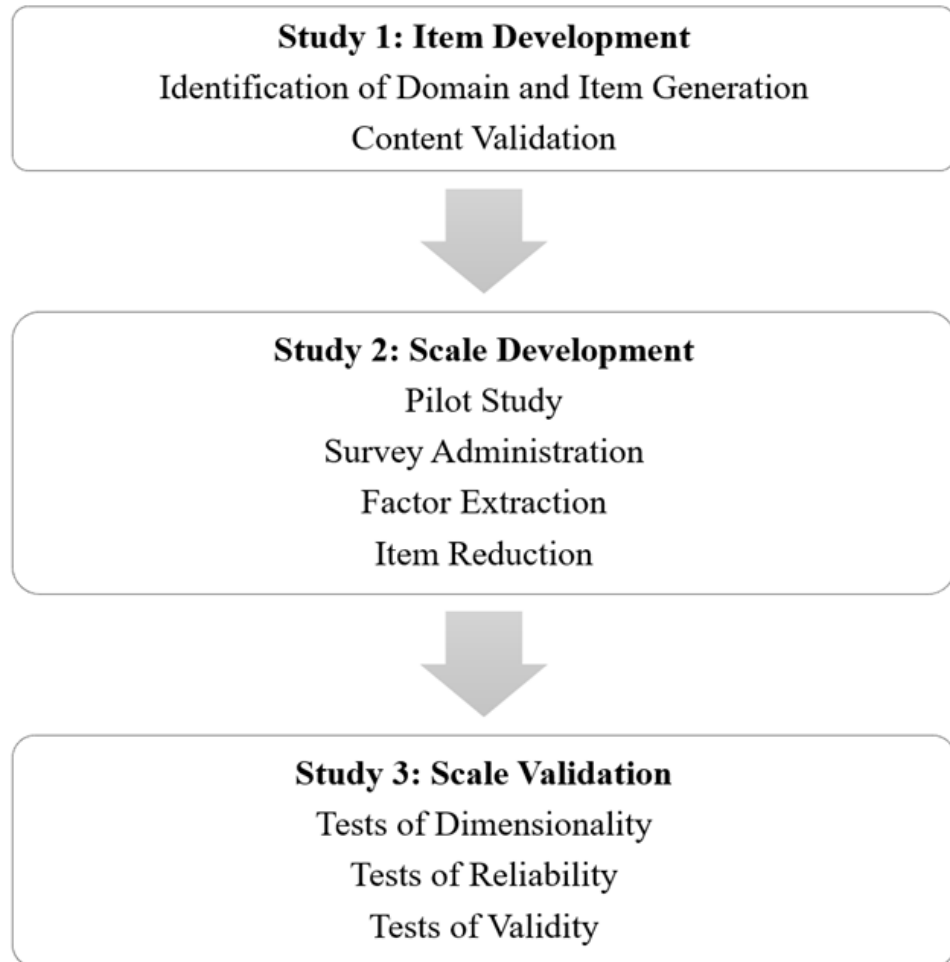 Study 1: Item Development
Identification of Domain and Item Generation
Content Validation
Study 2: Scale Development
Pilot Study
Survey Administration
Factor Extraction
Item Reduction
Study 3: Scale Validation
Tests of Dimensionality
Tests of Reliability
Tests of Validity